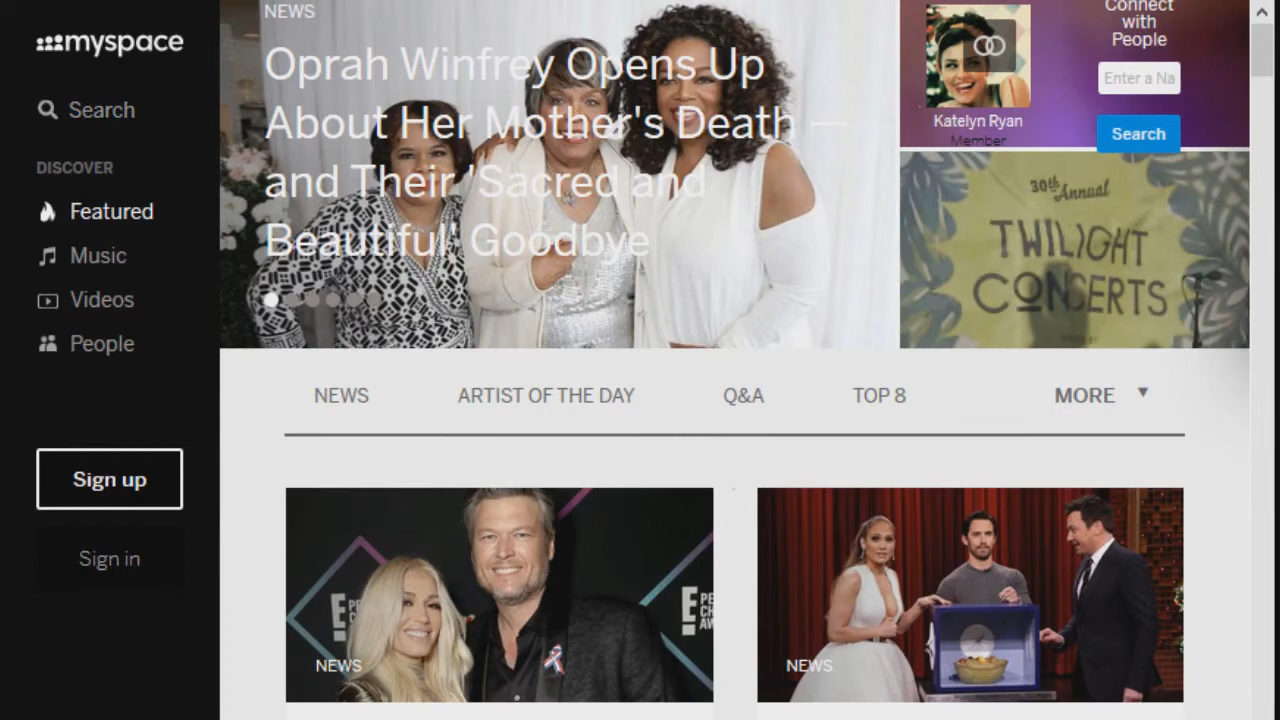 myspace
Search
DISCOVER
Featured
Music
Videos
People
Sign up
Sign in
NEWS
Oprah Winfrey Opens Up
About Her Mother's Death —
and Their 'Sacred and
Beautiful' Goodbye
Connect
with
People
Enter a Na
Search
Katelyn Ryan
Member
30th Annual
TWILIGHT
CONCERTS
NEWS
ARTIST OF THE DAY
Q&A
TOP 8
MORE
NEWS
NEWS